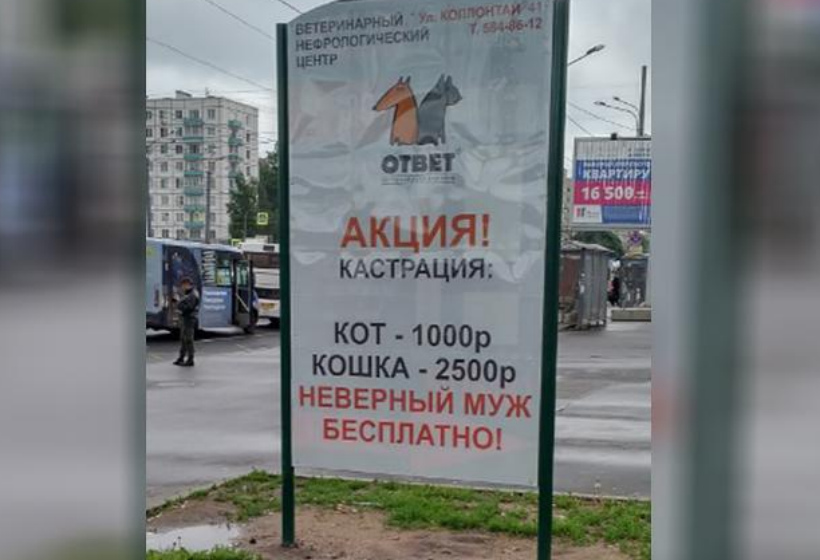 ВЕТЕРИНАРНЫЙ
НЕФРОЛОГИЧЕСКИЙ
ЦЕНТР
Ул. КОЛЛОНТАЙ 41
Т. 584-86-12
ОТВЕТ
АКЦИЯ!
КАСТРАЦИЯ:
КОТ - 1000р
КОШКА - 2500р
НЕВЕРНЫЙ МУЖ
БЕСПЛАТНО!
КВАРТИРУ
16 500